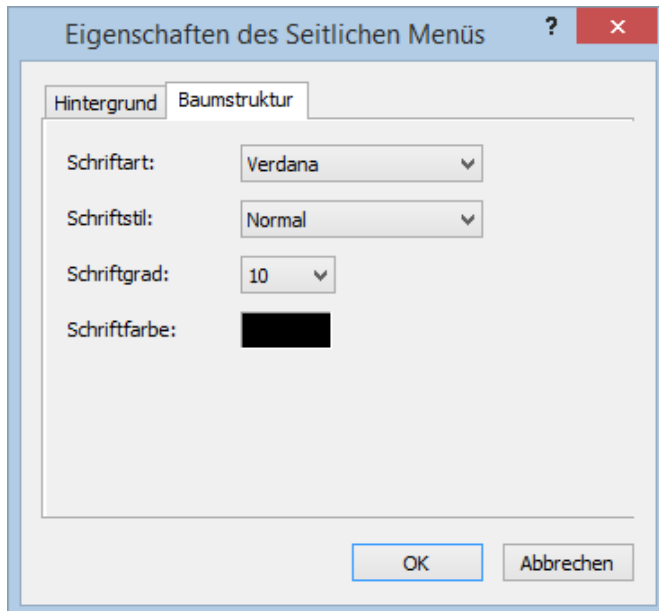 Eigenschaften des Seitlichen Menüs ?
Hintergrund Baumstruktur
Schriftart: Verdana
Schriftstil: Normal
Schriftgrad: 10
Schriftfarbe:
OK Abbrechen